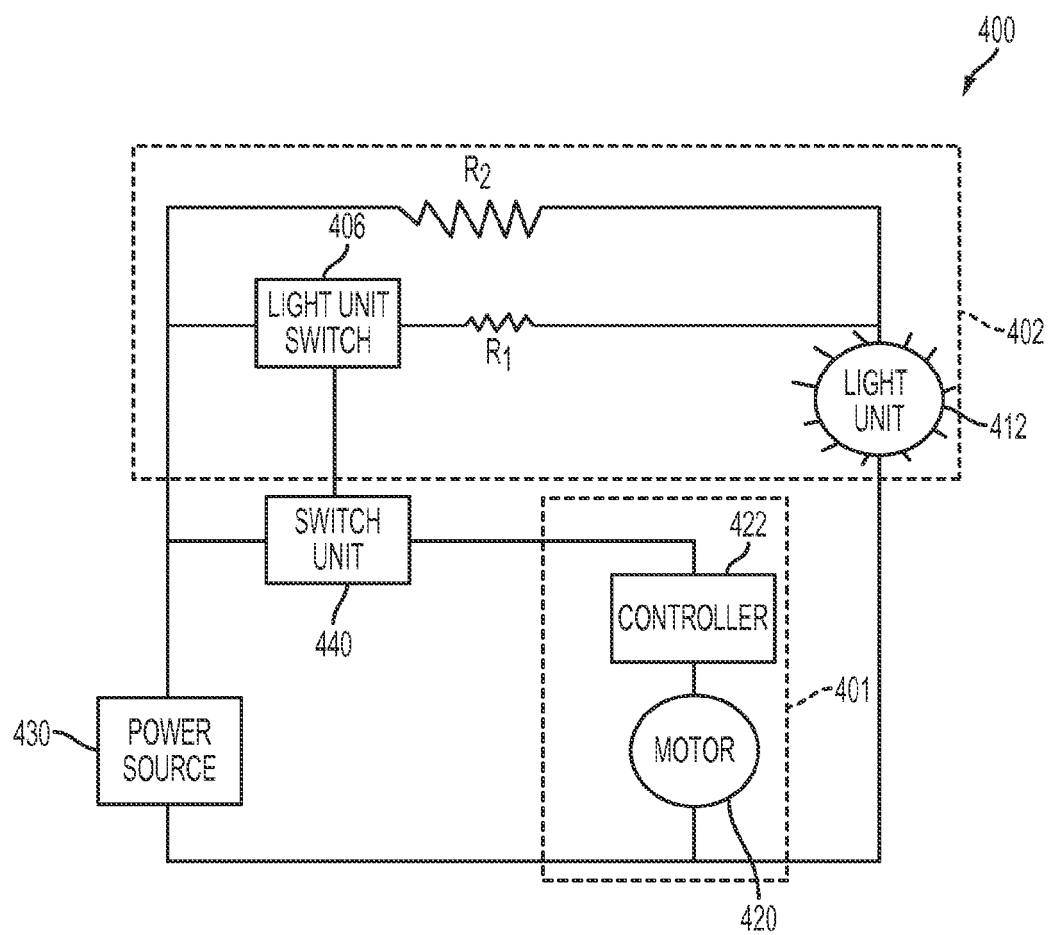 400
R2
406
LIGHT UNIT
SWITCH
R1
402
LIGHT
UNIT
412
SWITCH
UNIT
440
422
CONTROLLER
401
430
POWER
SOURCE
MOTOR
420